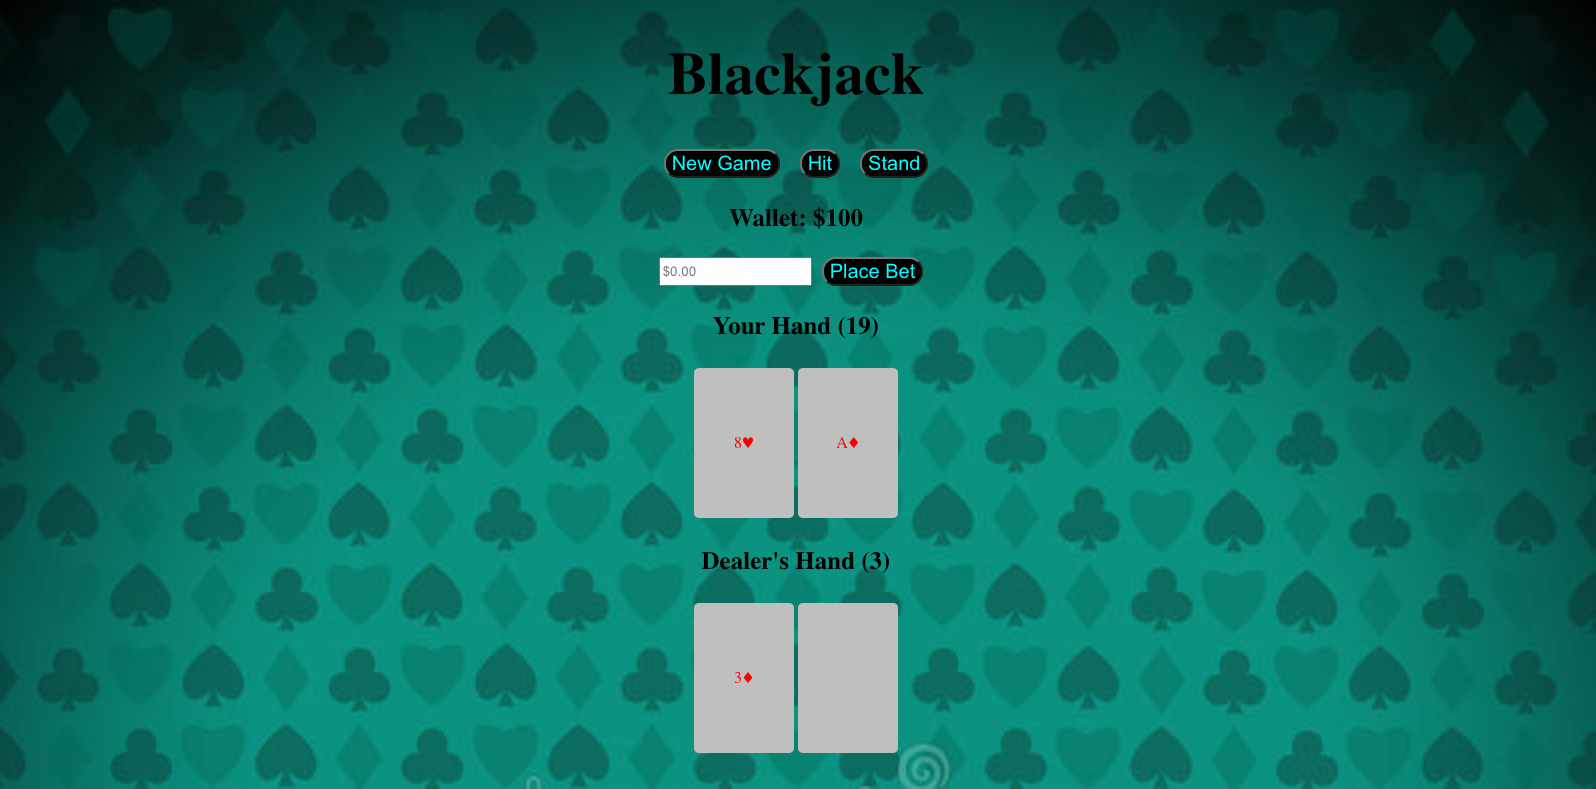 Blackjack
New Game Hit Stand
Wallet: $100
$0.00 Place Bet
Your Hand (19)
8♥ A♦
Dealer's Hand (3)
3♦